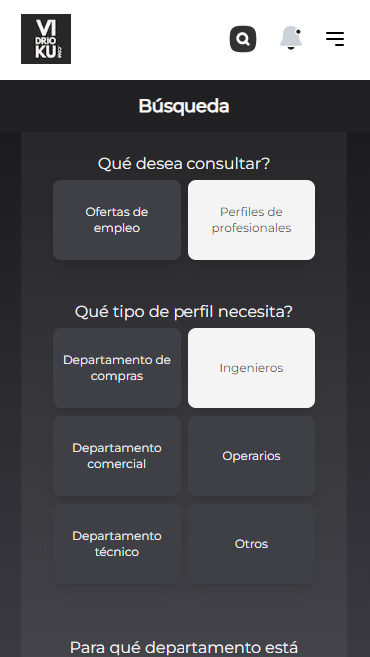 VI
DRIO
KU
.COM
Búsqueda
Qué desea consultar?
Ofertas de
empleo
Perfiles de
profesionales
Qué tipo de perfil necesita?
Departamento de
compras
Ingenieros
Departamento
comercial
Operarios
Departamento
técnico
Otros
Para qué departamento está